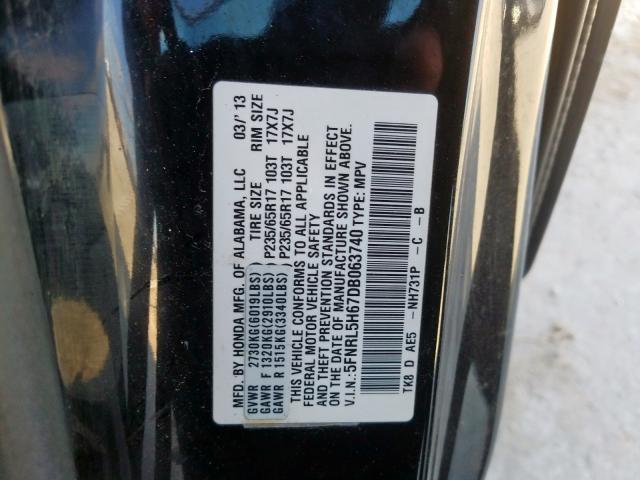 MFD. BY HONDA MFG. OF ALABAMA, LLC 03/'13
GVWR 2730KG(6019LBS) TIRE SIZE RIM SIZE
GAWR F 1320KG(2910LBS) P235/65R17 103T 17X7J
GAWR R 1515KG(3340LBS) P235/65R17 103T 17X7J
THIS VEHICLE CONFORMS TO ALL APPLICABLE
FEDERAL MOTOR VEHICLE SAFETY
AND THEFT PREVENTION STANDARDS IN EFFECT
ON THE DATE OF MANUFACTURE SHOWN ABOVE.
V.I.N.:5FNRL5H67DB063740 TYPE: MPV
TK8 D AE5 -NH731P -C -B